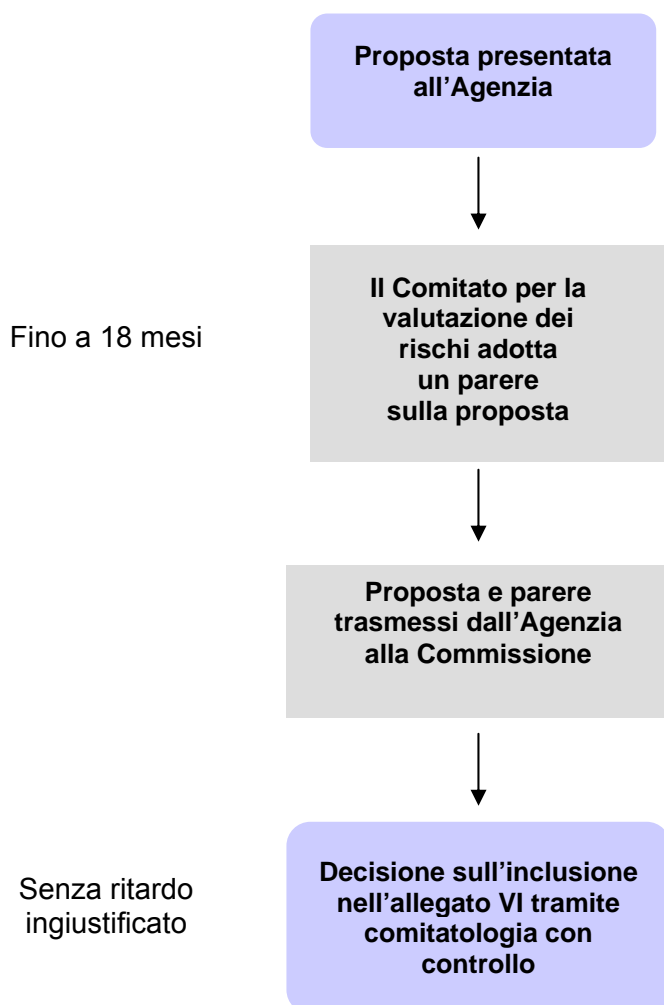 Proposta presentata
all’Agenzia
Fino a 18 mesi
Il Comitato per la
valutazione dei
rischi adotta
un parere
sulla proposta
Proposta e parere
trasmessi dall’Agenzia
alla Commissione
Senza ritardo
ingiustificato
Decisione sull’inclusione
nell’allegato VI tramite
comitatologia con
controllo